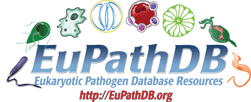 EuPathDB
Eukaryotic Pathogen Database Resources
http://EuPathDB.org